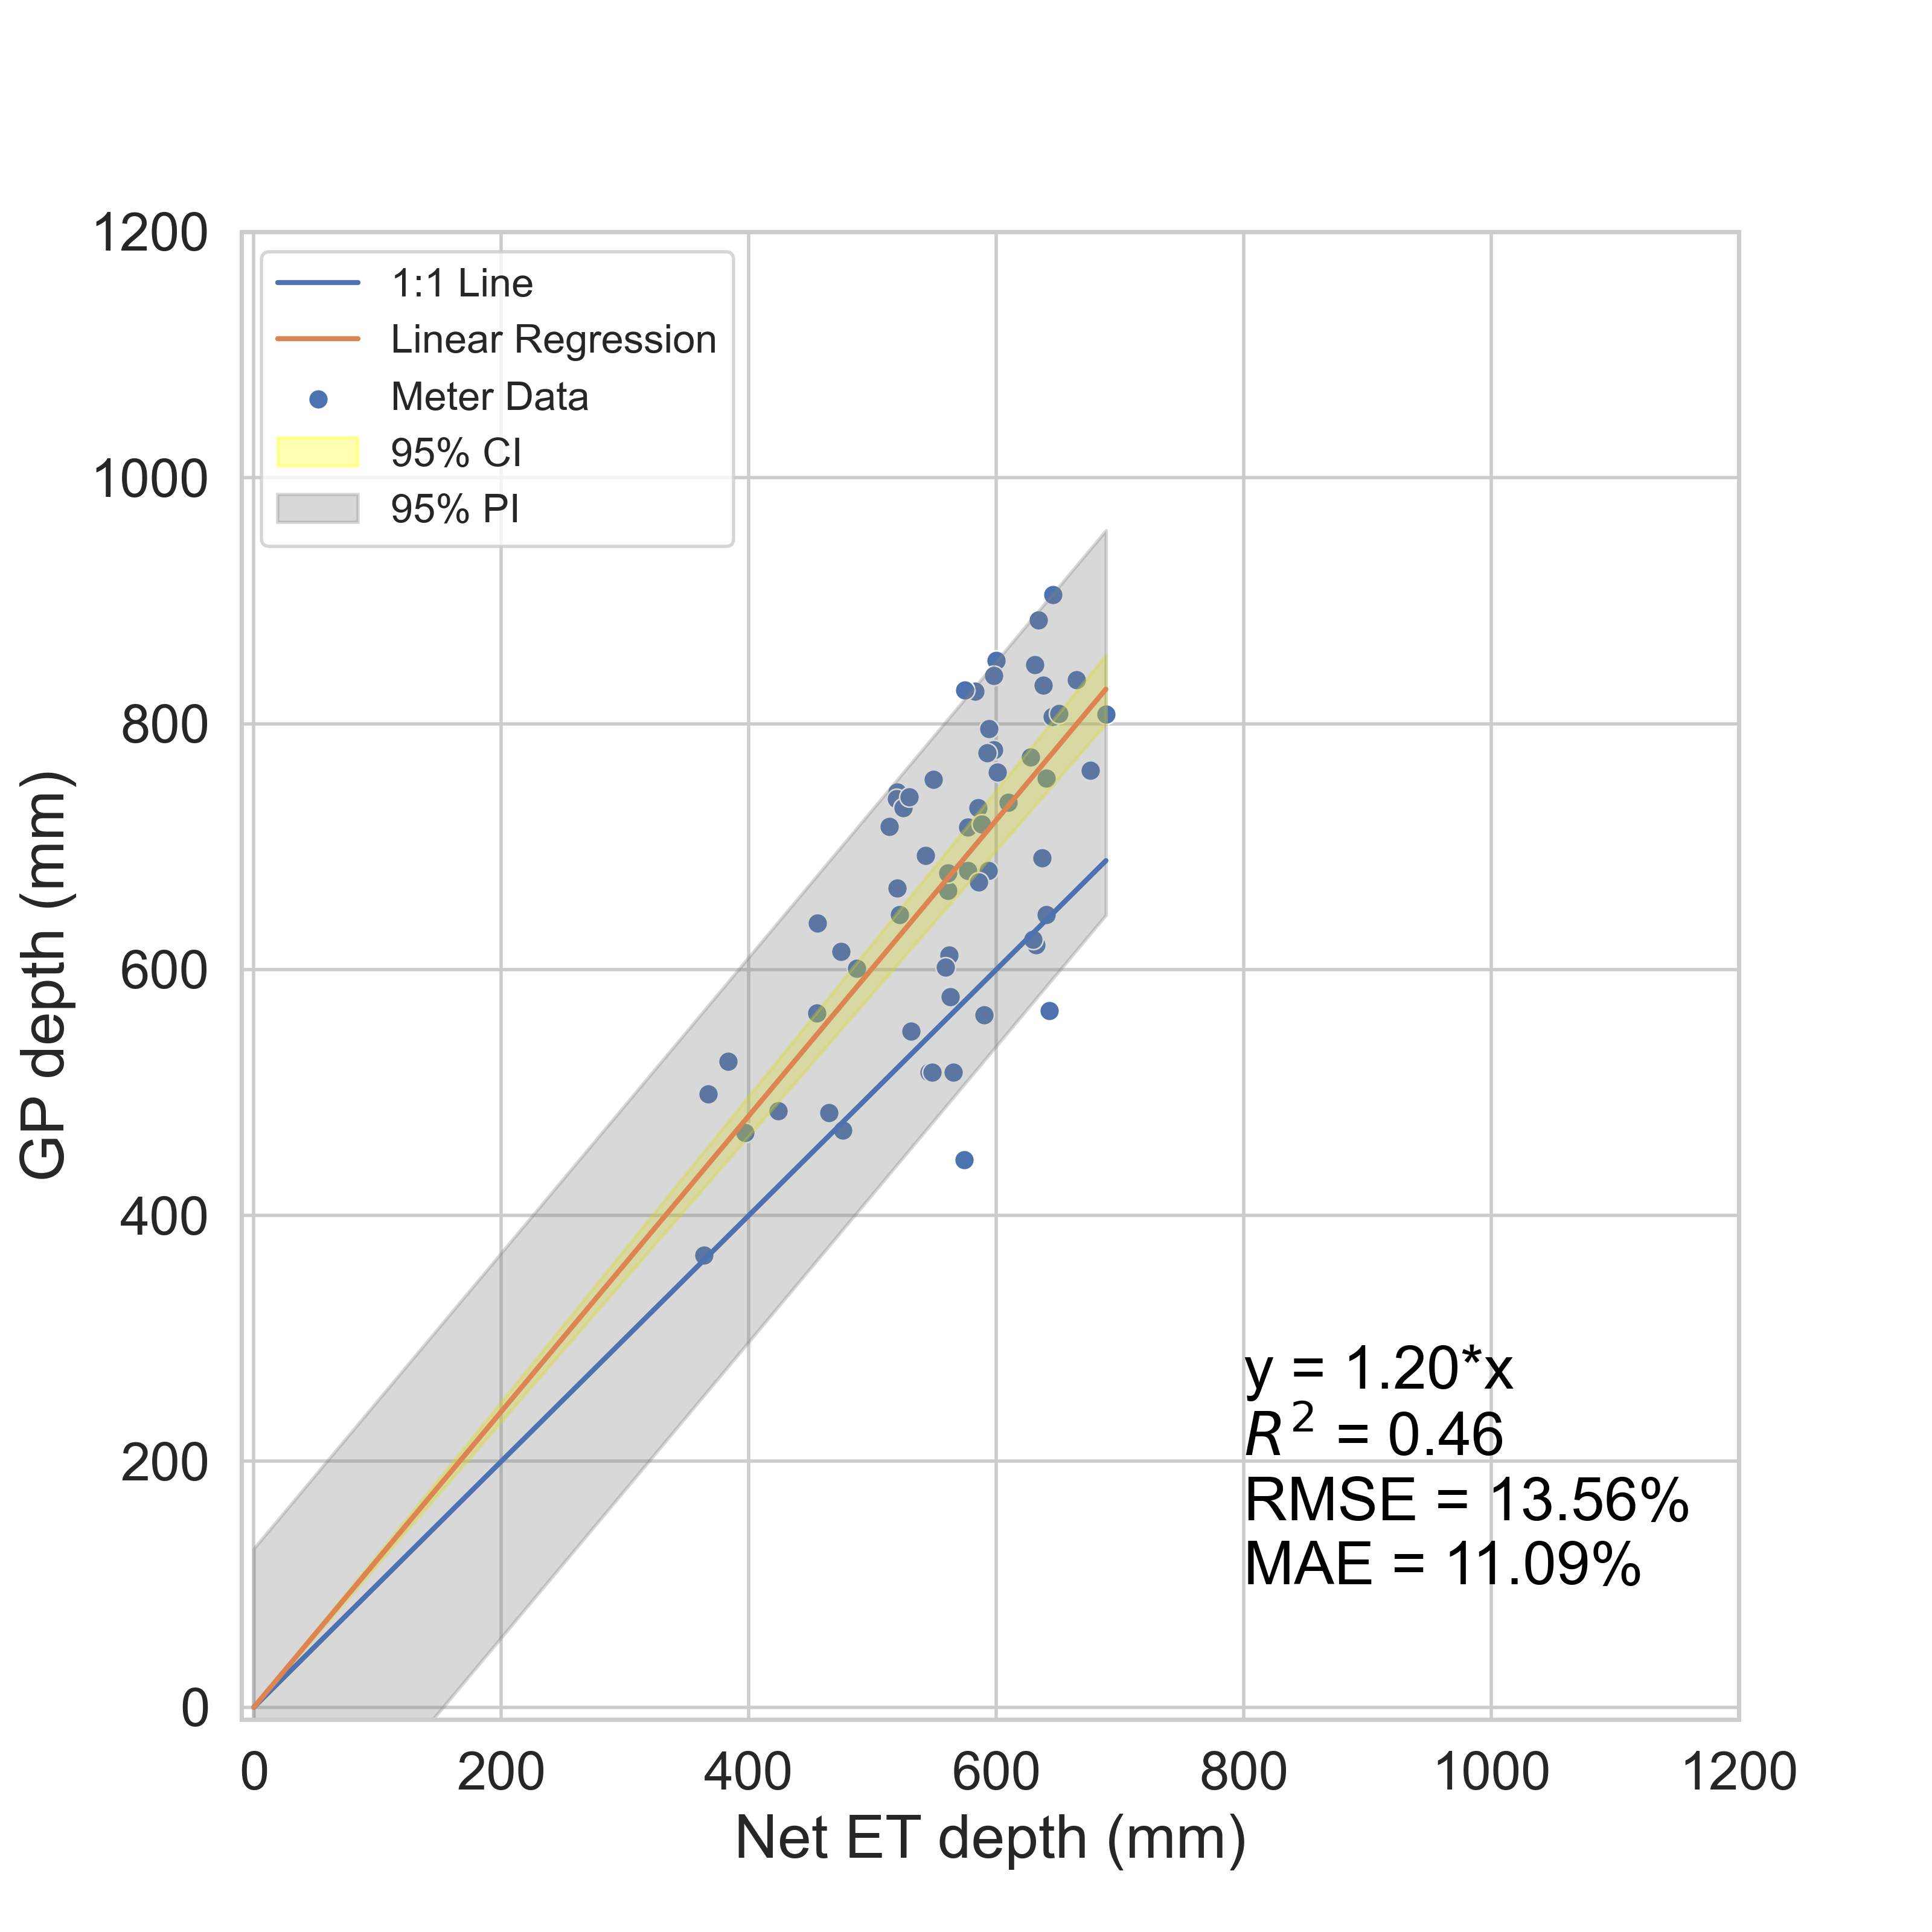 1200
1000
800
600
400
200
0
GP depth (mm)
1:1 Line
Linear Regression
Meter Data
95% CI
95% PI
y = 1.20*x
R² = 0.46
RMSE = 13.56%
MAE = 11.09%
0 200 400 600 800 1000 1200
Net ET depth (mm)